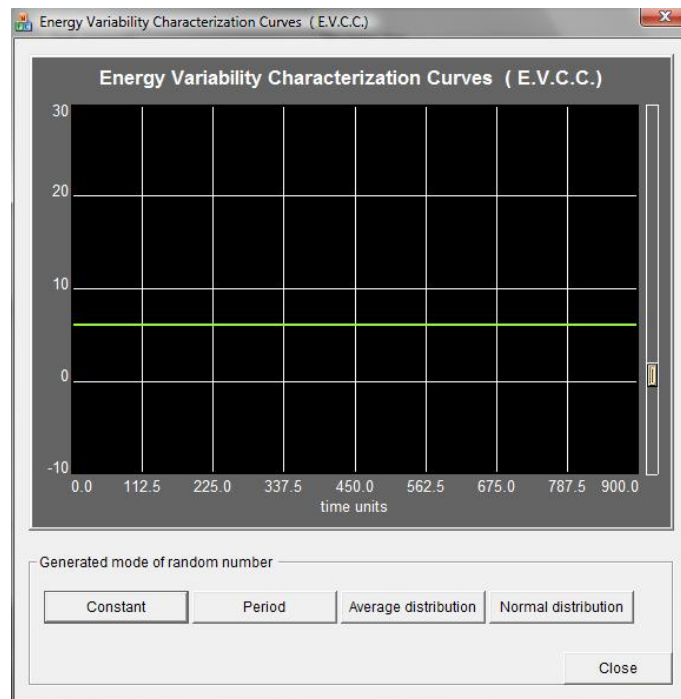 Energy Variability Characterization Curves  ( E.V.C.C.)
Energy Variability Characterization Curves  ( E.V.C.C.)
30
20
10
0
-10
0.0 112.5 225.0 337.5 450.0 562.5 675.0 787.5 900.0
time units
Generated mode of random number
Constant Period Average distribution Normal distribution
Close